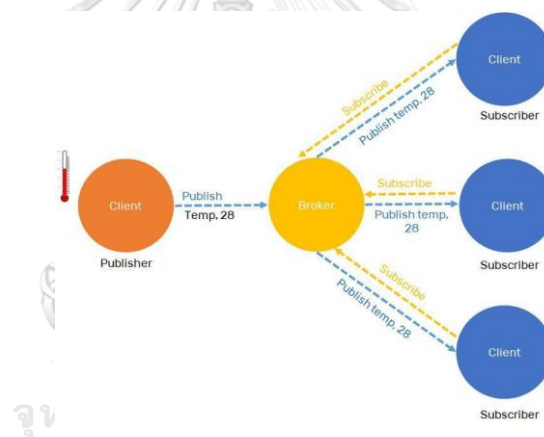 Client
Subscriber
Subscribe
Publish temp, 28
Client
Publisher
Publish
Temp, 28
Broker
Subscribe
Publish temp,
28
Client
Subscriber
Subscribe
Publish temp, 28
Client
Subscriber